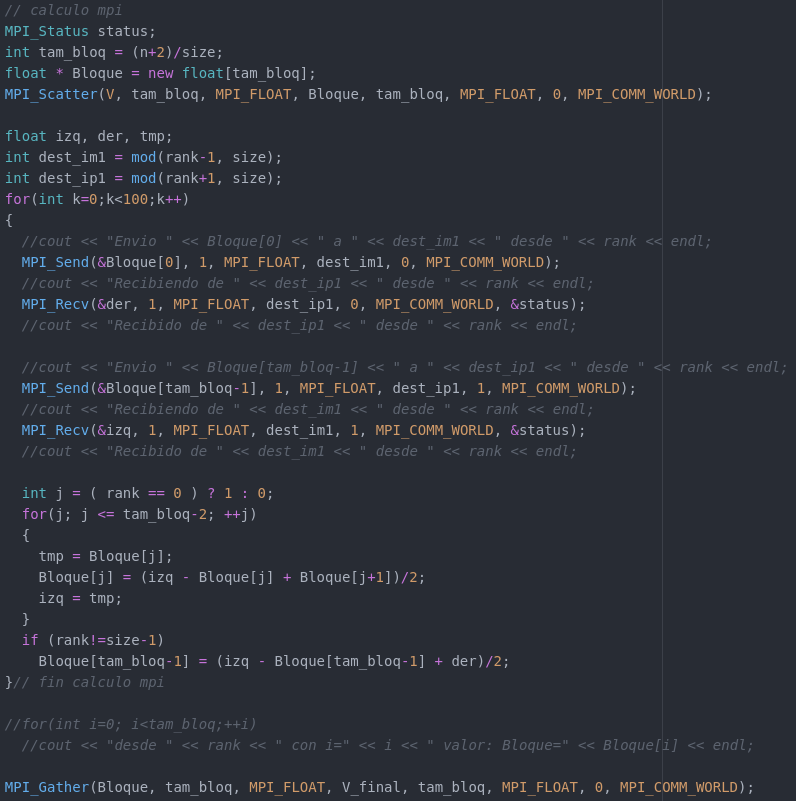 // calculo mpi
MPI_Status status;
int tam_bloq = (n+2)/size;
float * Bloque = new float[tam_bloq];
MPI_Scatter(V, tam_bloq, MPI_FLOAT, Bloque, tam_bloq, MPI_FLOAT, 0, MPI_COMM_WORLD);

float izq, der, tmp;
int dest_im1 = mod(rank-1, size);
int dest_ip1 = mod(rank+1, size);
for(int k=0;k<100;k++)
{
  //cout << "Envio " << Bloque[0] << " a " << dest_im1 << " desde " << rank << endl;
  MPI_Send(&Bloque[0], 1, MPI_FLOAT, dest_im1, 0, MPI_COMM_WORLD);
  //cout << "Recibiendo de " << dest_ip1 << " desde " << rank << endl;
  MPI_Recv(&der, 1, MPI_FLOAT, dest_ip1, 0, MPI_COMM_WORLD, &status);
  //cout << "Recibido de " << dest_ip1 << " desde " << rank << endl;

  //cout << "Envio " << Bloque[tam_bloq-1] << " a " << dest_ip1 << " desde " << rank << endl;
  MPI_Send(&Bloque[tam_bloq-1], 1, MPI_FLOAT, dest_ip1, 1, MPI_COMM_WORLD);
  //cout << "Recibiendo de " << dest_im1 << " desde " << rank << endl;
  MPI_Recv(&izq, 1, MPI_FLOAT, dest_im1, 1, MPI_COMM_WORLD, &status);
  //cout << "Recibido de " << dest_im1 << " desde " << rank << endl;

  int j = ( rank == 0 ) ? 1 : 0;
  for(j; j <= tam_bloq-2; ++j)
  {
    tmp = Bloque[j];
    Bloque[j] = (izq - Bloque[j] + Bloque[j+1])/2;
    izq = tmp;
  }
  if (rank!=size-1)
    Bloque[tam_bloq-1] = (izq - Bloque[tam_bloq-1] + der)/2;
}// fin calculo mpi

//for(int i=0; i<tam_bloq;++i)
  //cout << "desde " << rank << " con i=" << i << " valor: Bloque=" << Bloque[i] << endl;

MPI_Gather(Bloque, tam_bloq, MPI_FLOAT, V_final, tam_bloq, MPI_FLOAT, 0, MPI_COMM_WORLD);